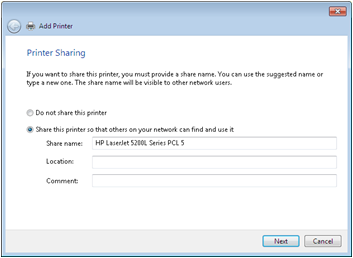 Add Printer
Printer Sharing
If you want to share this printer, you must provide a share name. You can use the suggested name or
type a new one. The share name will be visible to other network users.
Do not share this printer
Share this printer so that others on your network can find and use it
Share name: HP LaserJet 5200L Series PCL 5
Location:
Comment:
Next Cancel